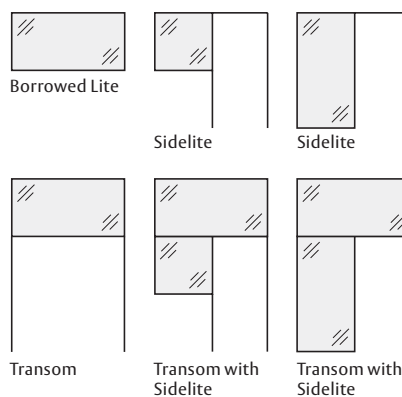 Borrowed Lite
Sidelite
Sidelite
Transom
Transom with
Sidelite
Transom with
Sidelite